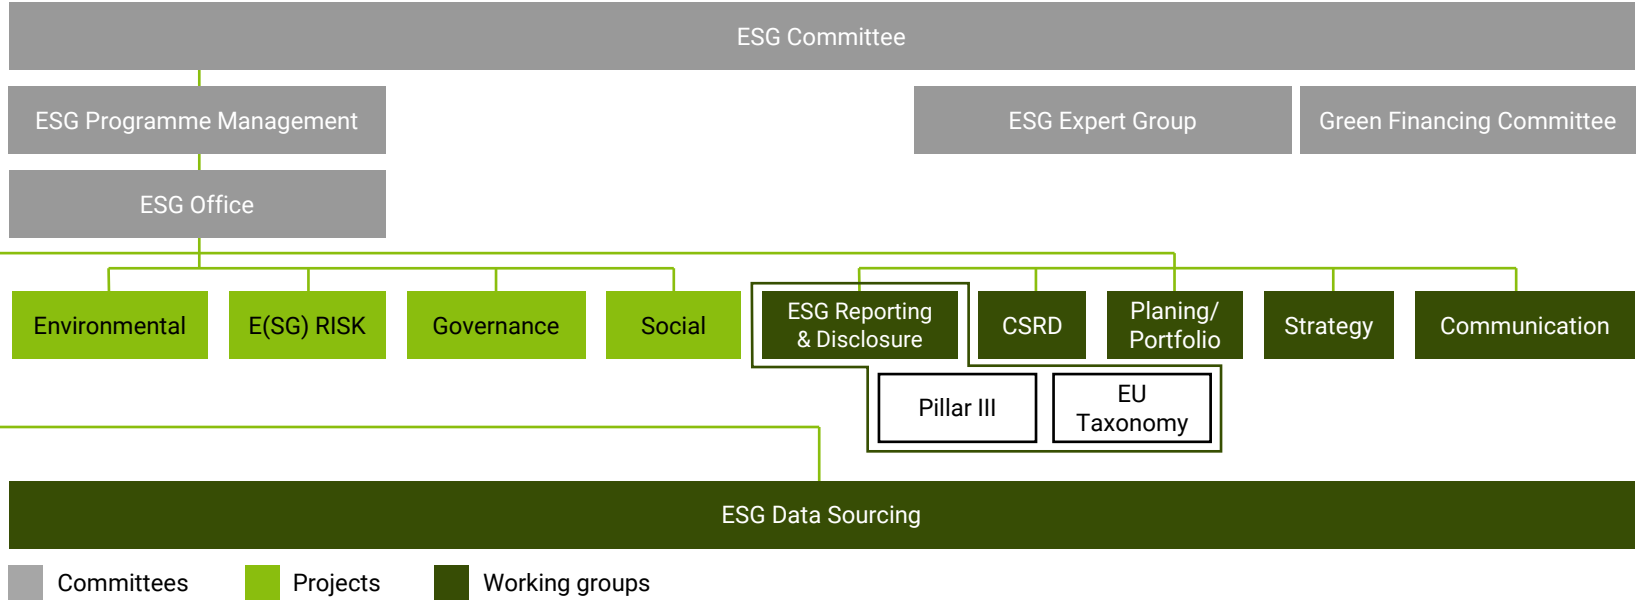 ESG Committee
ESG Programme Management
ESG Expert Group
Green Financing Committee
ESG Office
Environmental
E(SG) RISK
Governance
Social
ESG Reporting
& Disclosure
CSRD
Planing/
Portfolio
Strategy
Communication
Pillar III
EU
Taxonomy
ESG Data Sourcing
Committees
Projects
Working groups